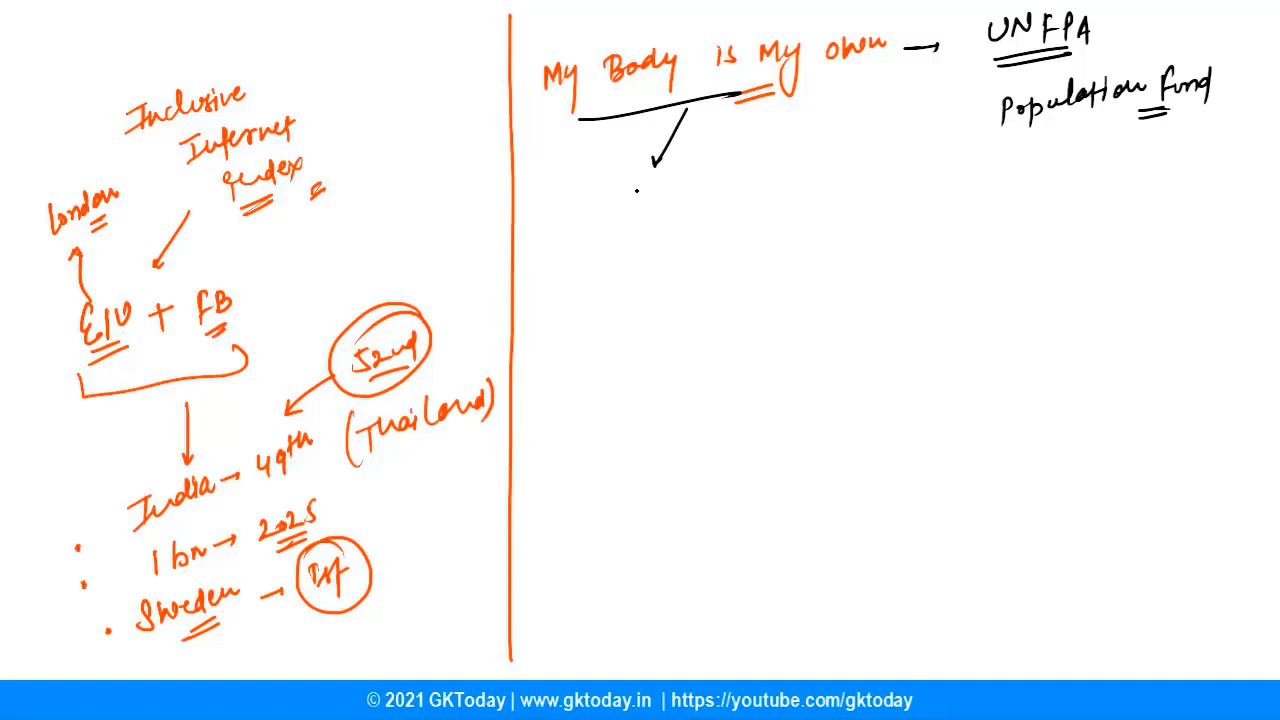 Inclusive
Internet
Index
London
EIU + FB
52nd
India → 49th (Thailand)
1 bn → 2025
Sweden → 1st
My Body is My own → UNFPA
Population Fund
© 2021 GKToday | www.gktoday.in | https://youtube.com/gktoday